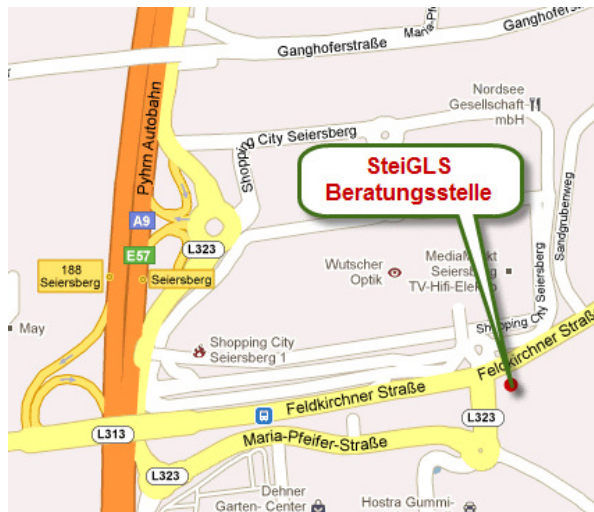 Maria-Pf
Ganghoferstraße
Ganghoferstr
Nordsee
Gesellschaft
mbH
Shopping City Seiersberg
Shopping
SteiGLS
Beratungsstelle
Pyhrn Autobahn
Sandgrubenweg
A9
L323
E57
188
Seiersberg
Seiersberg
Wutscher
Optik
MediaMarkt
Seiersberg
TV-Hifi-Elektro
City Seiersberg
May
Shopping City
Seiersberg 1
Shopping
Feldkirchner Straße
Feldkirchner Straße
L323
L313
Maria-Pfeifer-Straße
L323
Dehner
Garten- Center
Hostra Gummi-